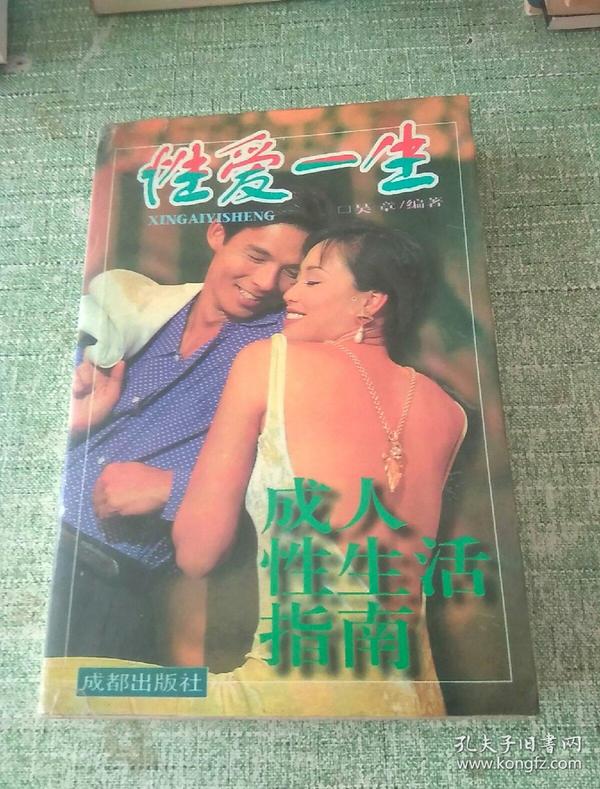 性爱一生
XINGAIYISHENG
□吴 章/编著
成人
性生活
指南
成都出版社
孔夫子旧书网
www.kongfz.com